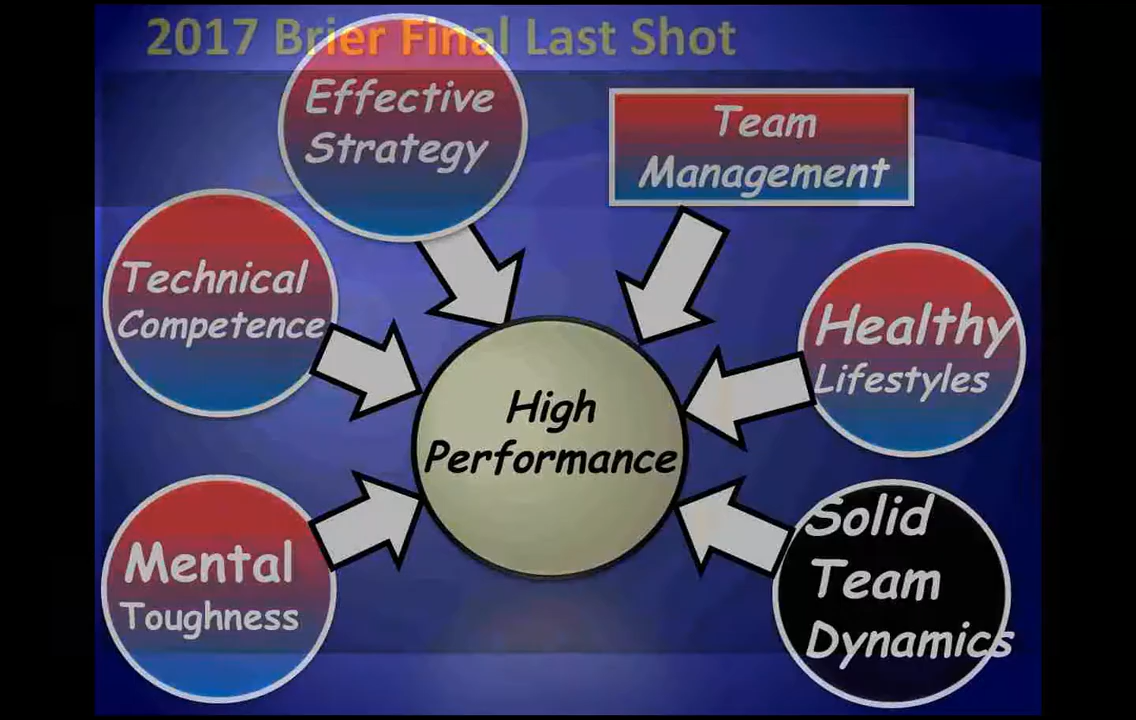 2017 Brier Final Last Shot
Effective
Strategy
Team
Management
Technical
Competence
Healthy
Lifestyles
High
Performance
Mental
Toughness
Solid
Team
Dynamics